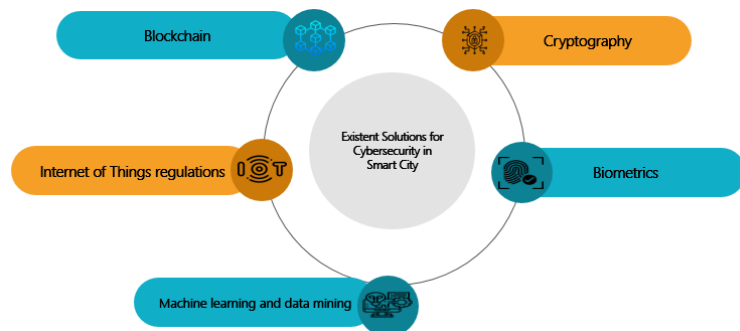 Blockchain
Cryptography
Existent Solutions for
Cybersecurity in
Smart City
Internet of Things regulations
IOT
Biometrics
Machine learning and data mining